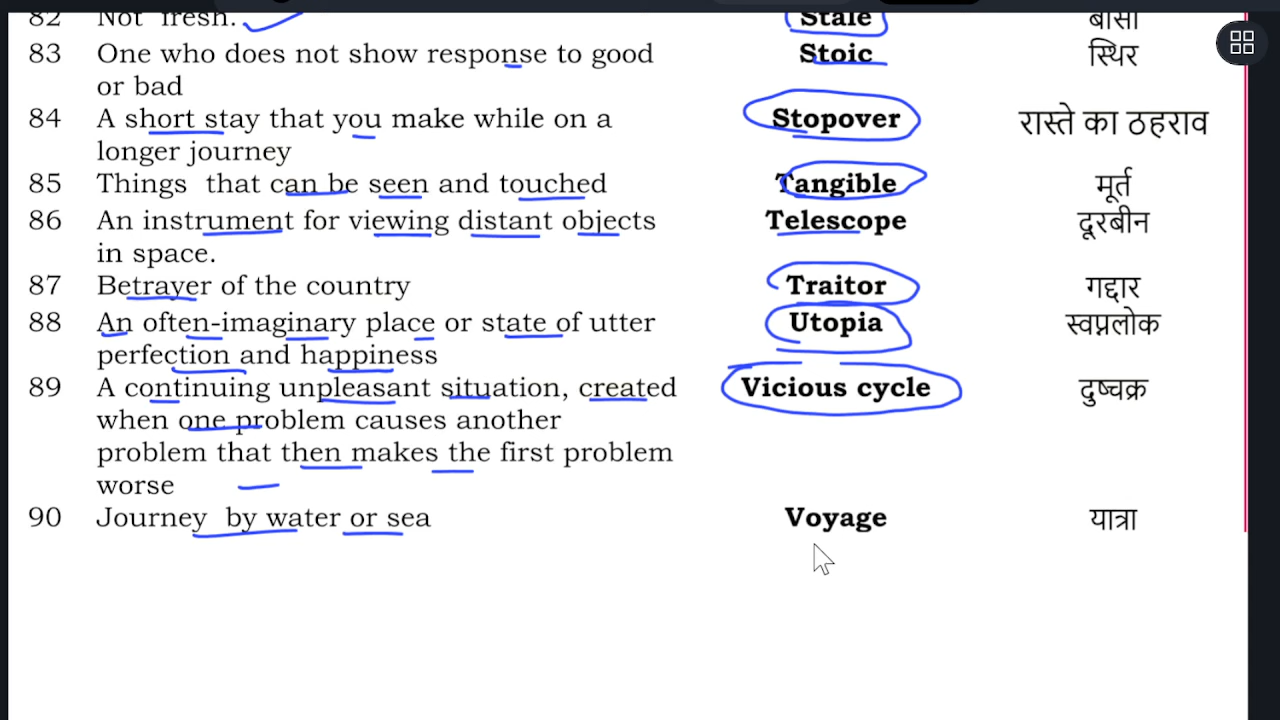 82 Not fresh. Stale बासी
83 One who does not show response to good Stoic स्थिर
or bad
84 A short stay that you make while on a Stopover रास्ते का ठहराव
longer journey
85 Things that can be seen and touched Tangible मूर्त
86 An instrument for viewing distant objects Telescope दूरबीन
in space.
87 Betrayer of the country Traitor गद्दार
88 An often-imaginary place or state of utter Utopia स्वप्नलोक
perfection and happiness
89 A continuing unpleasant situation, created Vicious cycle दुष्चक्र
when one problem causes another
problem that then makes the first problem
worse
90 Journey by water or sea Voyage यात्रा